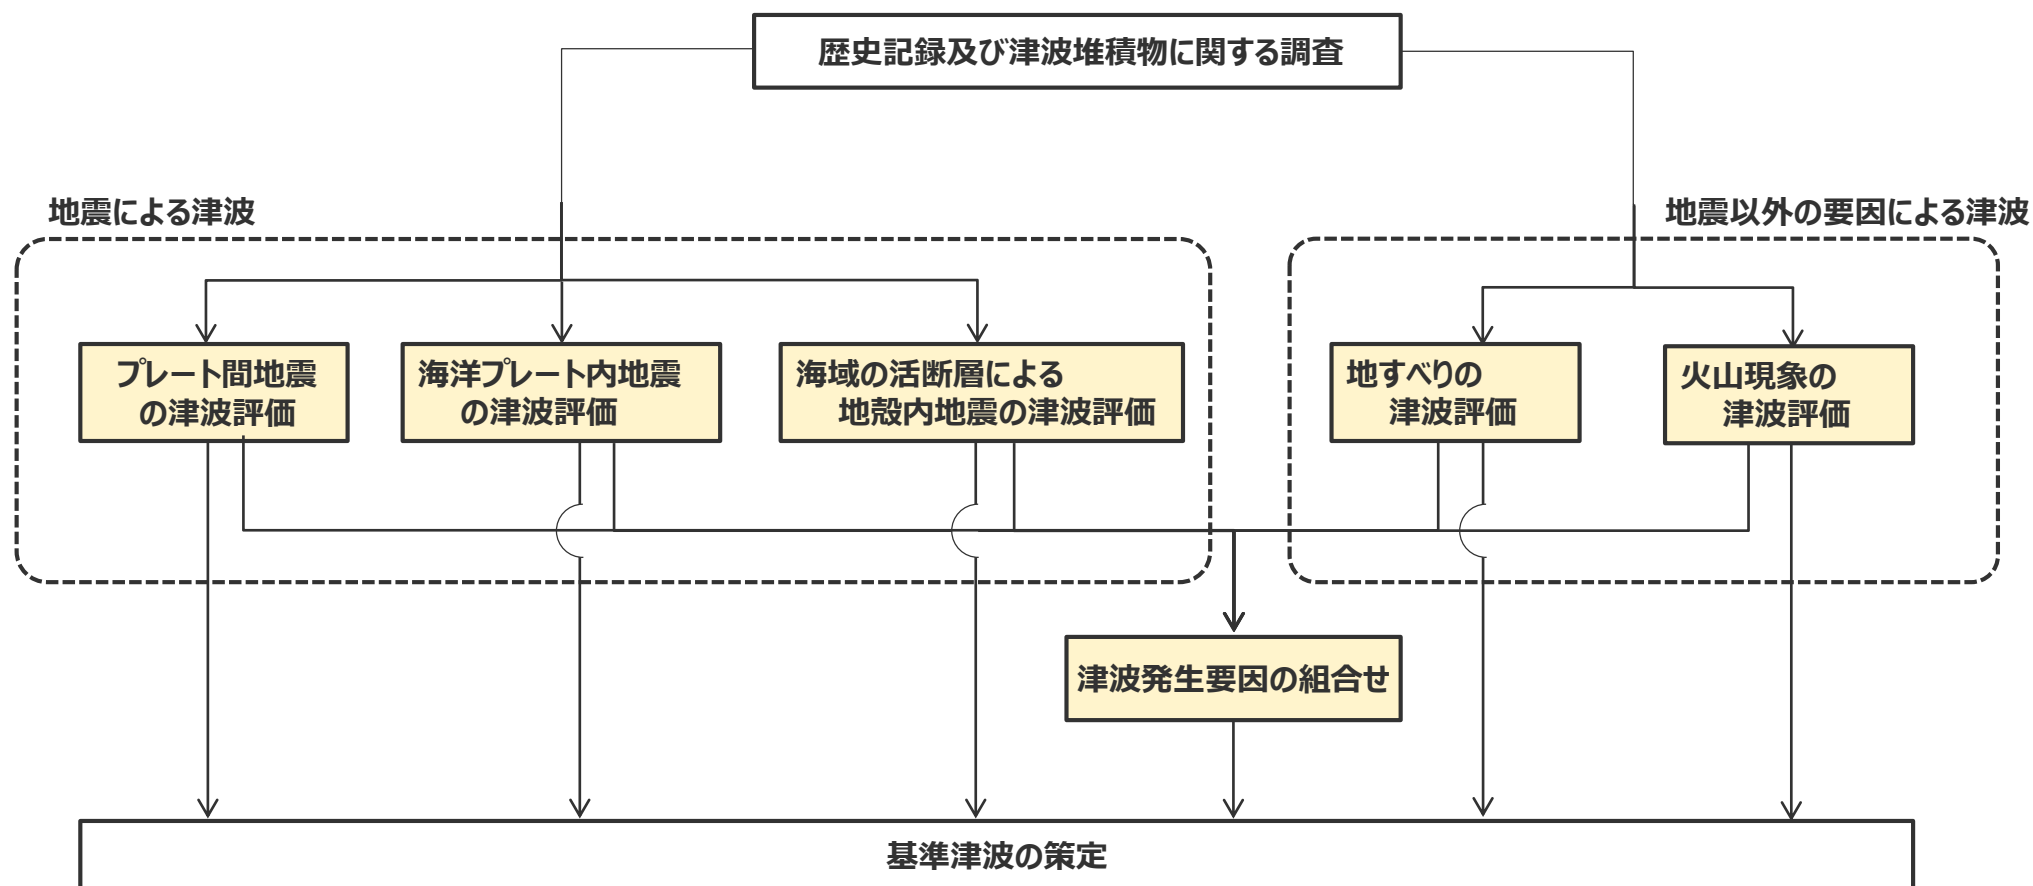 歴史記録及び津波堆積物に関する調査
地震による津波
地震以外の要因による津波
プレート間地震
の津波評価
海洋プレート内地震
の津波評価
海域の活断層による
地殻内地震の津波評価
地すべりの
津波評価
火山現象の
津波評価
津波発生要因の組合せ
基準津波の策定